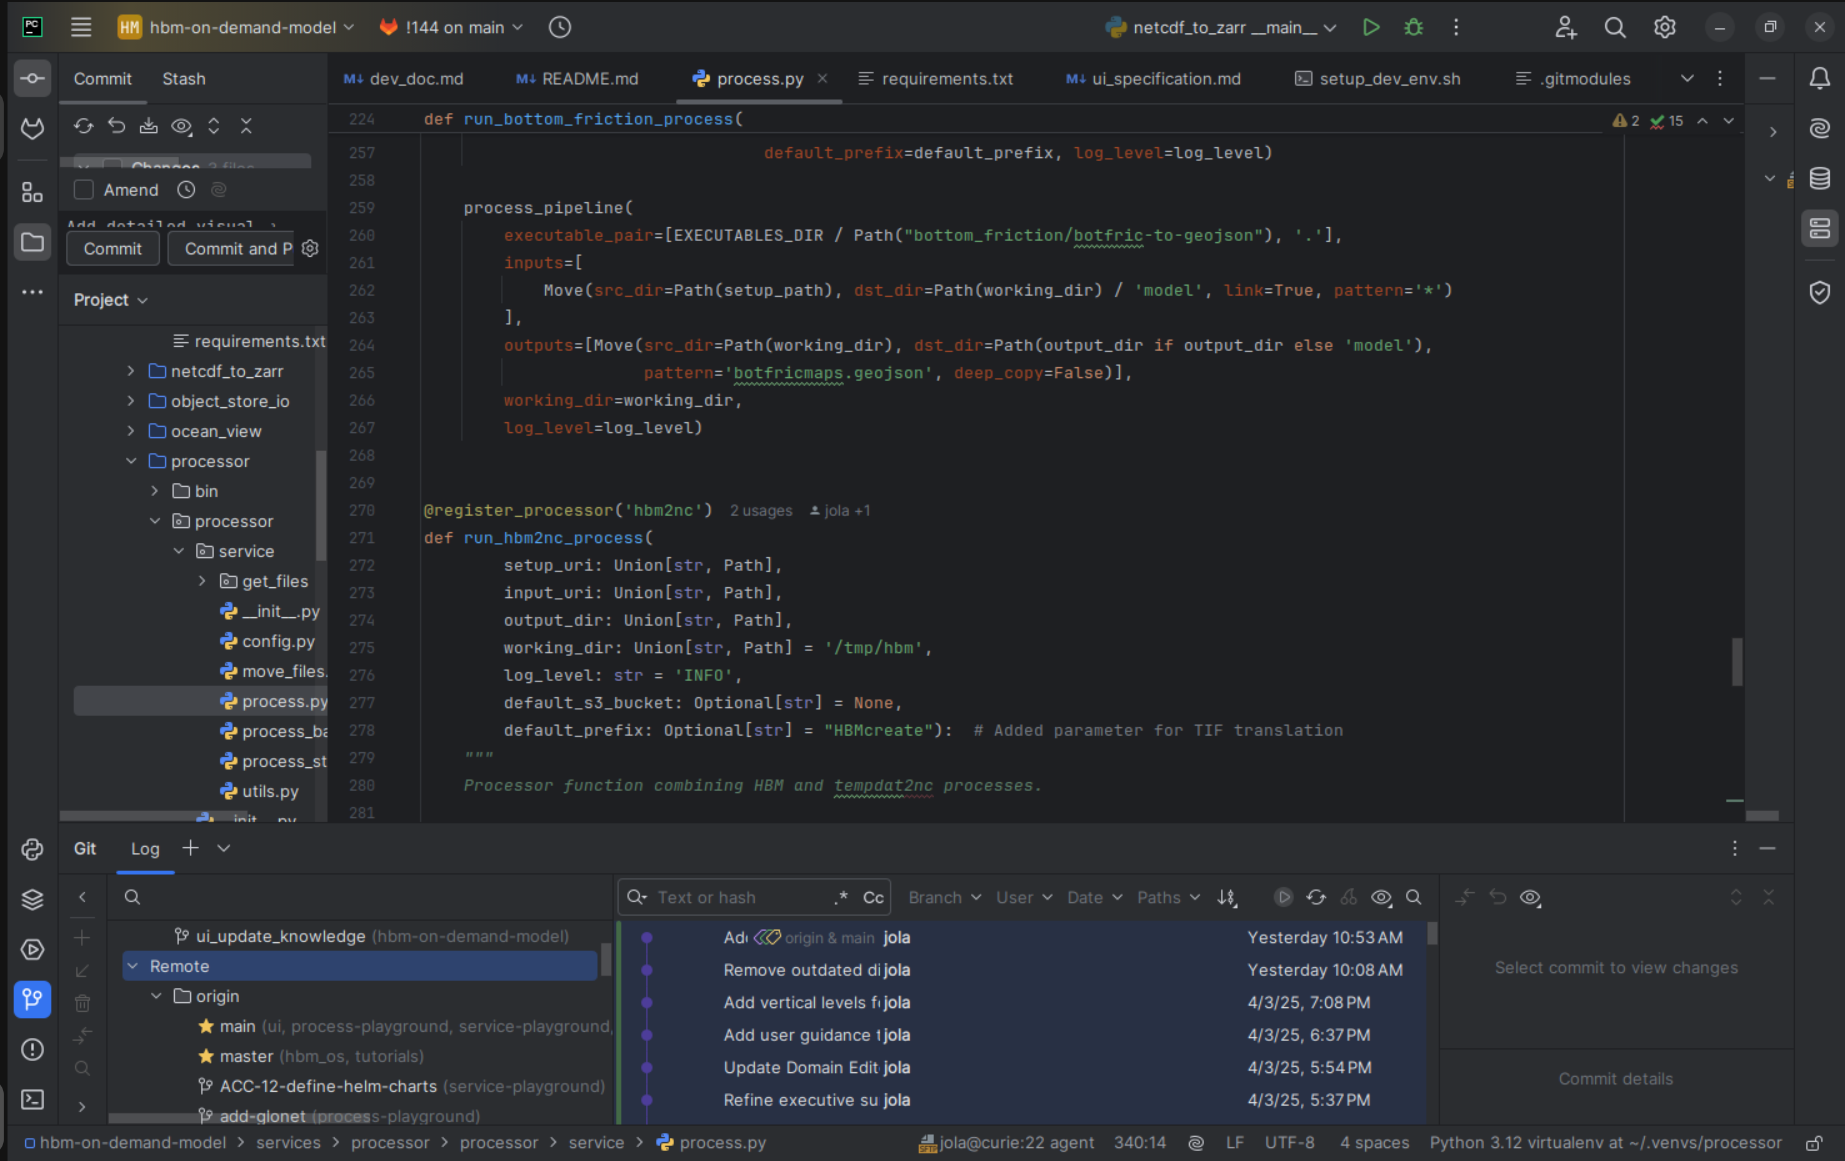 PC
HM hbm-on-demand-model
!144 on main
netcdf_to_zarr __main__
Commit
Stash
dev_doc.md
README.md
process.py
requirements.txt
ui_specification.md
setup_dev_env.sh
.gitmodules
Changes 3 files
Amend
Add detailed visual
Commit
Commit and P
Project
requirements.txt
netcdf_to_zarr
object_store_io
ocean_view
processor
bin
processor
service
get_files
__init__.py
config.py
move_files.
process.py
process_ba
process_st
utils.py
init__.py
224 def run_bottom_friction_process(
2 15
257 default_prefix=default_prefix, log_level=log_level)
258
259 process_pipeline(
260 executable_pair=[EXECUTABLES_DIR / Path("bottom_friction/botfric-to-geojson"), '.'],
261 inputs=[
262 Move(src_dir=Path(setup_path), dst_dir=Path(working_dir) / 'model', link=True, pattern='*')
263 ],
264 outputs=[Move(src_dir=Path(working_dir), dst_dir=Path(output_dir if output_dir else 'model'),
265 pattern='botfricmaps.geojson', deep_copy=False)],
266 working_dir=working_dir,
267 log_level=log_level)
268
269
270 @register_processor('hbm2nc') 2 usages jola +1
271 def run_hbm2nc_process(
272 setup_uri: Union[str, Path],
273 input_uri: Union[str, Path],
274 output_dir: Union[str, Path],
275 working_dir: Union[str, Path] = '/tmp/hbm',
276 log_level: str = 'INFO',
277 default_s3_bucket: Optional[str] = None,
278 default_prefix: Optional[str] = "HBMcreate"): # Added parameter for TIF translation
279 """
280 Processor function combining HBM and tempdat2nc processes.
281
Git
Log
ui_update_knowledge (hbm-on-demand-model)
Remote
origin
main (ui, process-playground, service-playground,
master (hbm_os, tutorials)
ACC-12-define-helm-charts (service-playground)
add-glonet (process-playground)
Text or hash .* Cc
Branch
User
Date
Paths
Ad origin & main jola Yesterday 10:53 AM
Remove outdated di jola Yesterday 10:08 AM
Add vertical levels f jola 4/3/25, 7:08 PM
Add user guidance t jola 4/3/25, 6:37 PM
Update Domain Edit jola 4/3/25, 5:54 PM
Refine executive su jola 4/3/25, 5:37 PM
Select commit to view changes
Commit details
hbm-on-demand-model > services > processor > processor > service > process.py
jola@curie:22 agent
340:14
LF
UTF-8
4 spaces
Python 3.12 virtualenv at ~/.venvs/processor